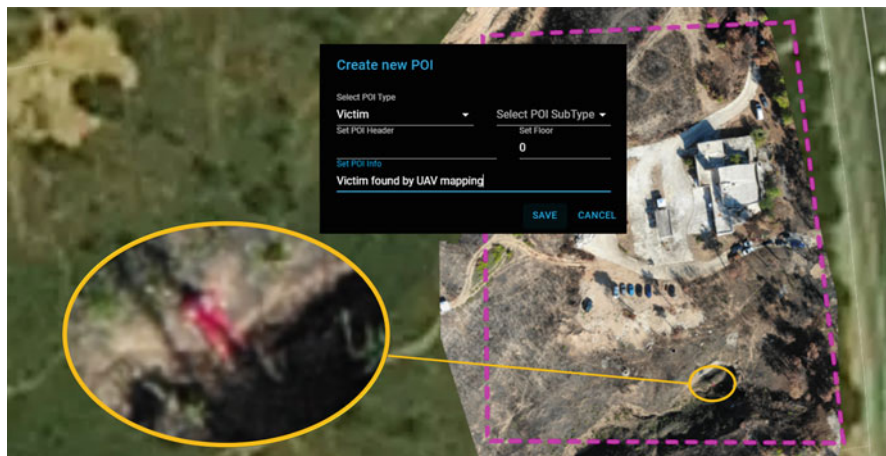 Create new POI
Select POI Type
Victim Select POI SubType
Set POI Header Set Floor
0
Set POI Info
Victim found by UAV mapping
SAVE CANCEL